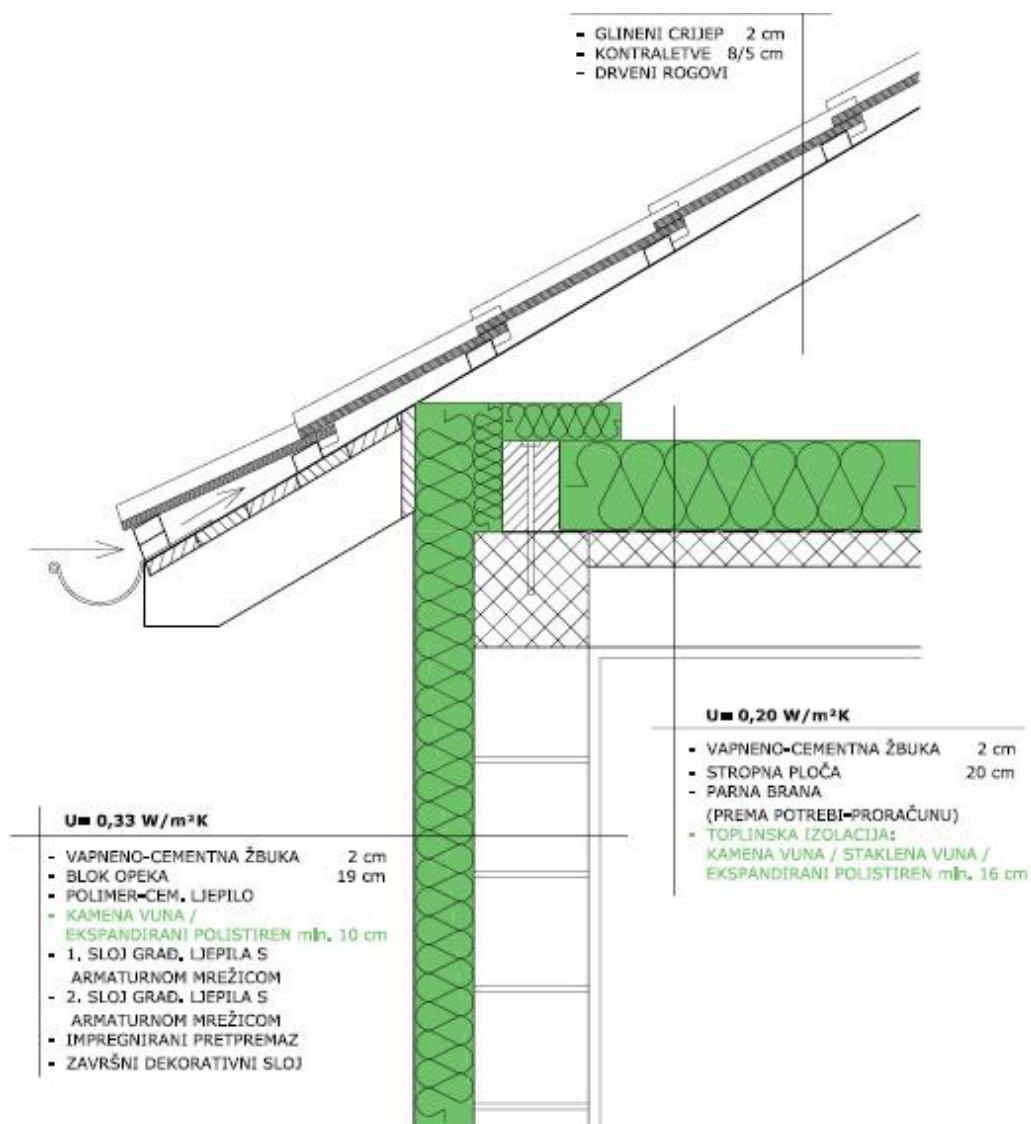 - GLINENI CRIJEP 2 cm
- KONTRALETVE 8/5 cm
- DRVENI ROGOVI
U= 0,20 W/m²K
- VAPNENO-CEMENTNA ŽBUKA 2 cm
- STROPNA PLOČA 20 cm
- PARNA BRANA
(PREMA POTREBI-PRORAČUNU)
- TOPLINSKA IZOLACIJA:
KAMENA VUNA / STAKLENA VUNA /
EKSPANDIRANI POLISTIREN min. 16 cm
U= 0,33 W/m²K
- VAPNENO-CEMENTNA ŽBUKA 2 cm
- BLOK OPEKA 19 cm
- POLIMER-CEM. LJEPILO
- KAMENA VUNA /
EKSPANDIRANI POLISTIREN min. 10 cm
- 1. SLOJ GRAĐ. LJEPILA S
ARMATURNOM MREŽICOM
- 2. SLOJ GRAĐ. LJEPILA S
ARMATURNOM MREŽICOM
- IMPREGNIRANI PRETPREMAZ
- ZAVRŠNI DEKORATIVNI SLOJ